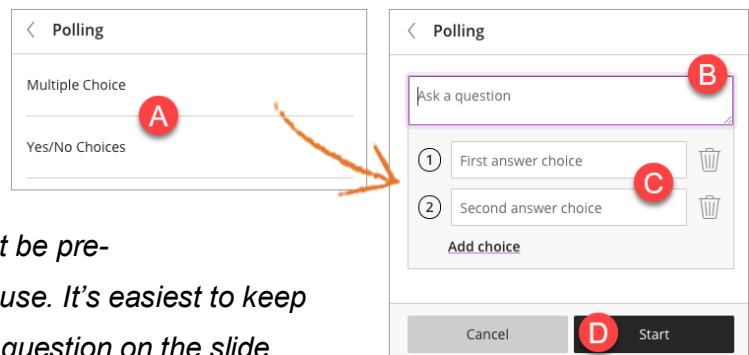 < Polling
Multiple Choice
A
Yes/No Choices
t be pre-
use. It's easiest to keep
question on the slide
< Polling
B
Ask a question
1 First answer choice
C
2 Second answer choice
Add choice
Cancel
D Start